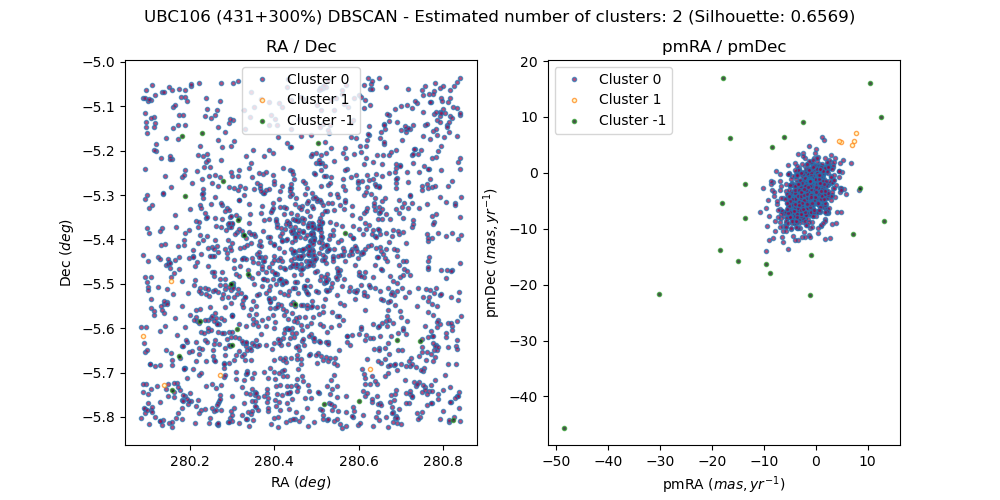 UBC106 (431+300%) DBSCAN - Estimated number of clusters: 2 (Silhouette: 0.6569)
RA / Dec
Cluster 0
Cluster 1
Cluster -1
−5.0
−5.1
−5.2
−5.3
−5.4
−5.5
−5.6
−5.7
−5.8
Dec (deg)
280.2
280.4
280.6
280.8
RA (deg)
pmRA / pmDec
Cluster 0
Cluster 1
Cluster -1
20
10
0
−10
−20
−30
−40
pmDec (mas, yr⁻¹)
−50
−40
−30
−20
−10
0
10
pmRA (mas, yr⁻¹)